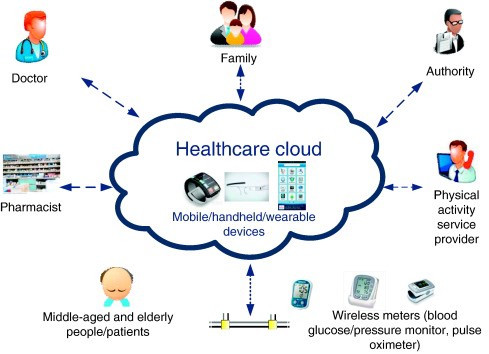 Doctor
Family
Authority
Healthcare cloud
Mobile/handheld/wearable
devices
Pharmacist
Physical
activity
service
provider
Middle-aged and elderly
people/patients
Wireless meters (blood
glucose/pressure monitor, pulse
oximeter)